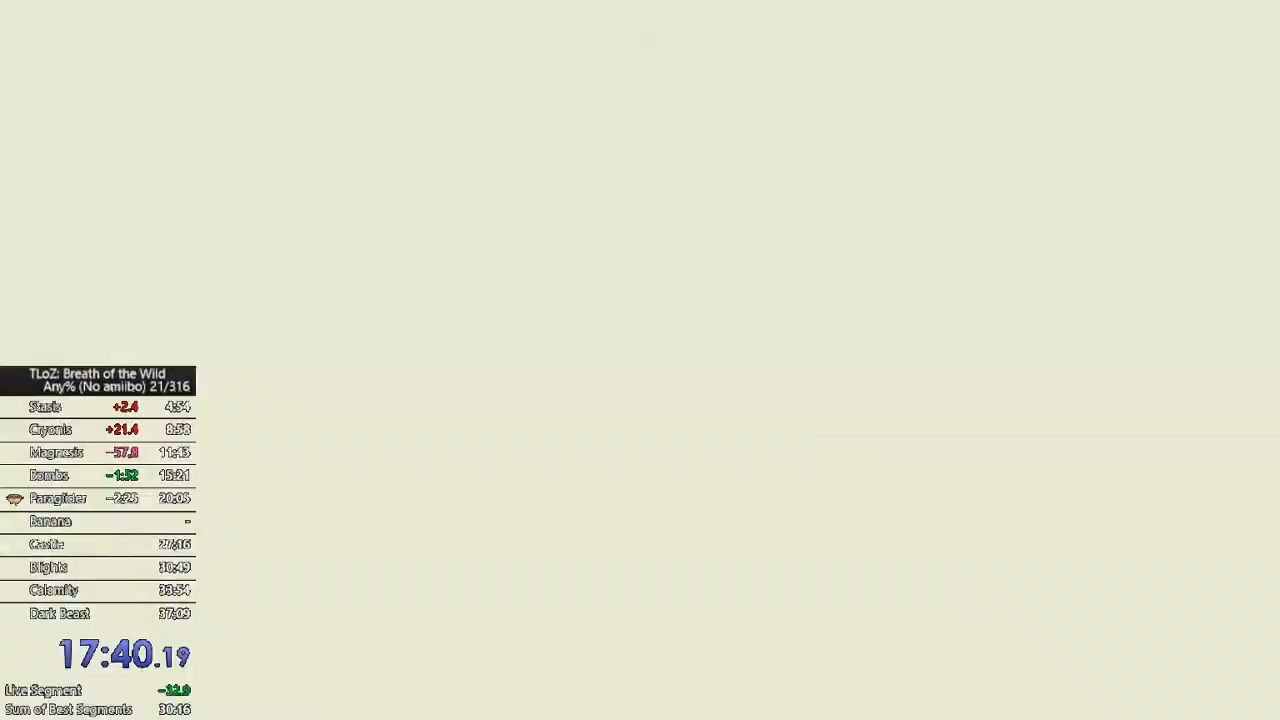 TLoZ: Breath of the Wild
Any% (No amiibo) 21/316
Stasis +2.4 4:54
Cryonis +21.4 8:58
Magnesis −57.8 11:43
Bombs −1:52 15:21
Paraglider −2:25 20:05
Banana -
Castle 27:16
Blights 30:49
Calamity 33:54
Dark Beast 37:09
17:40.19
Live Segment −32.9
Sum of Best Segments 30:16